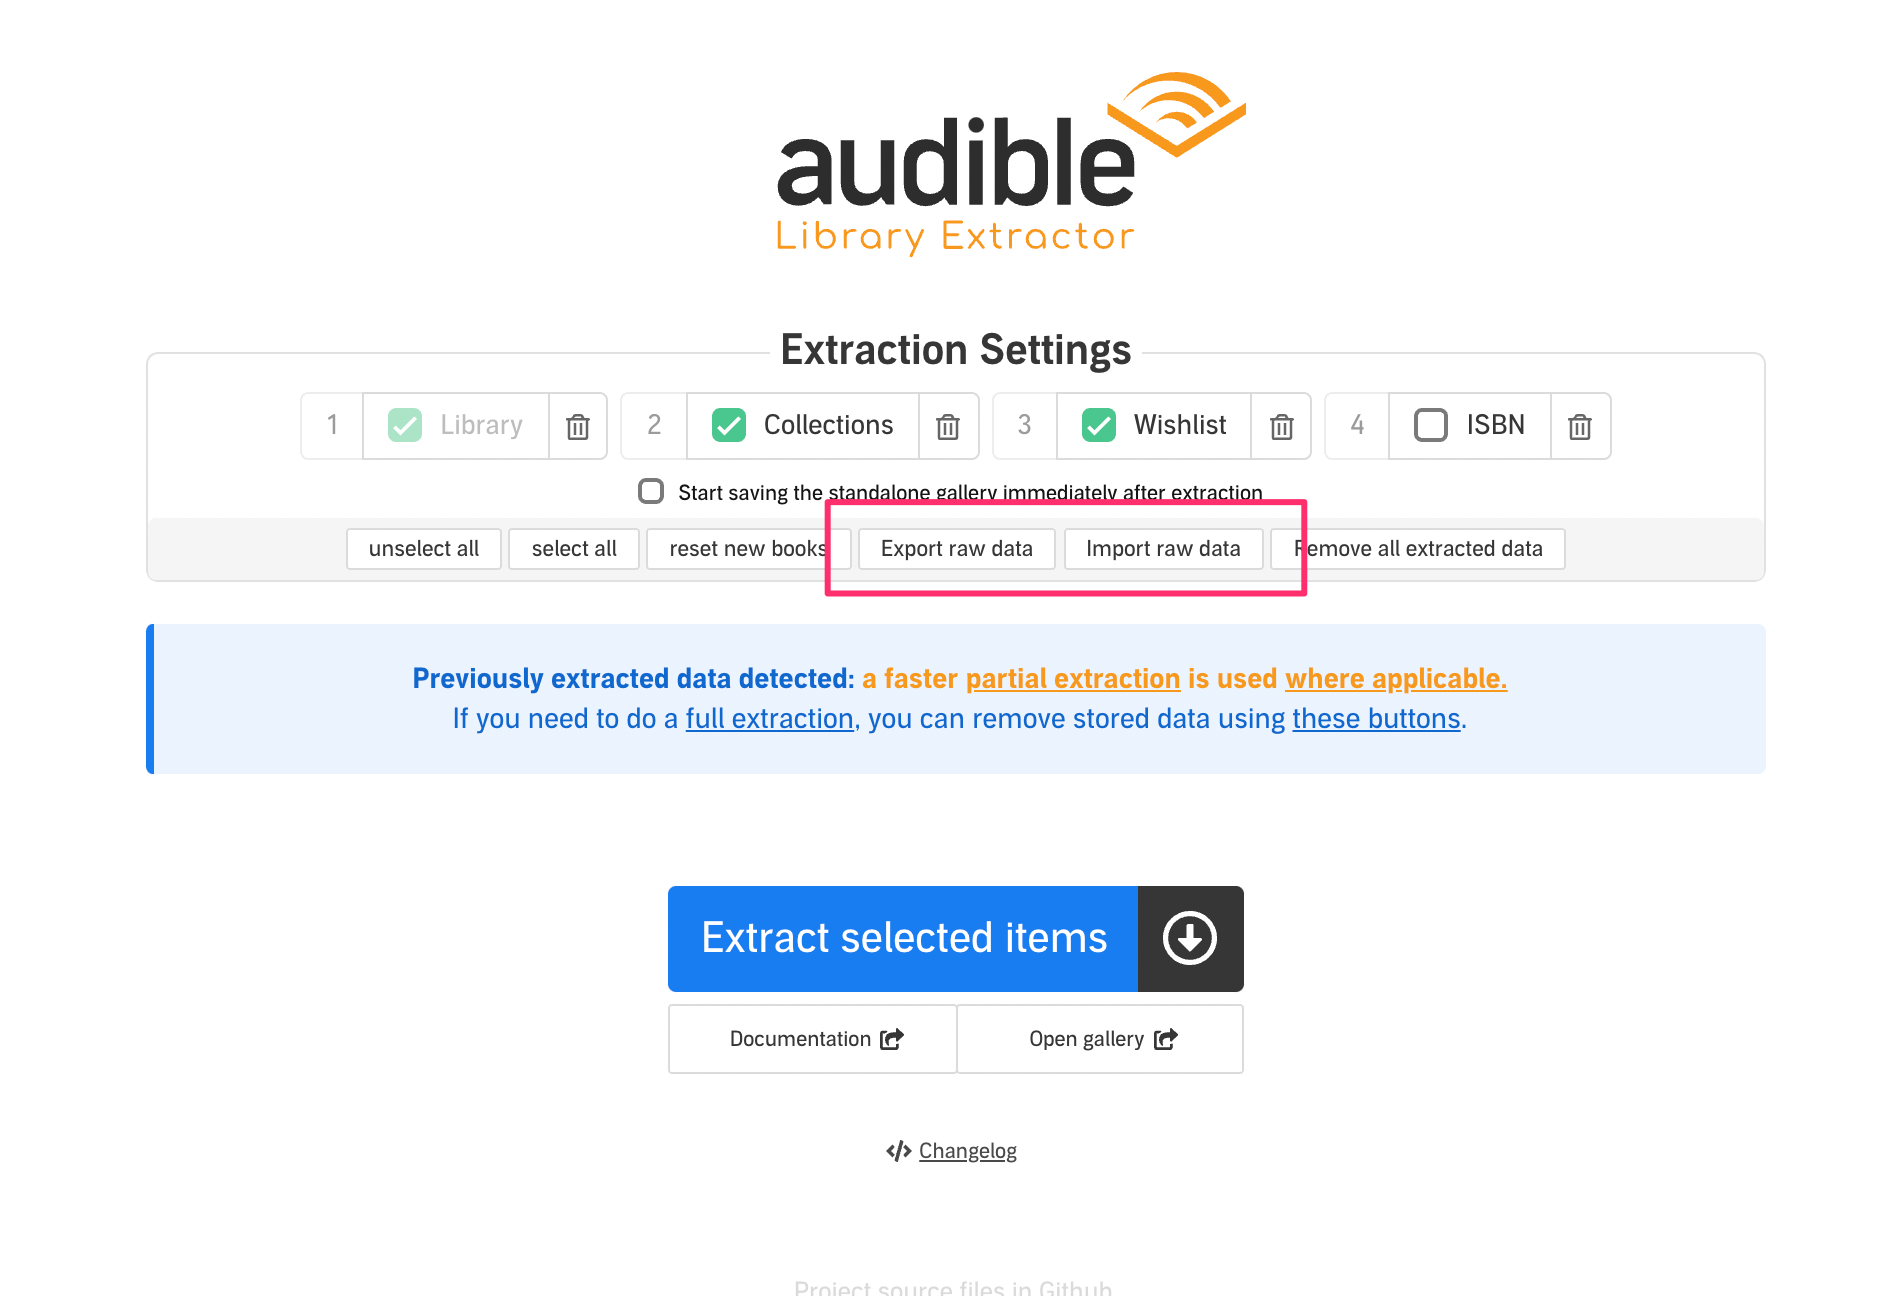 audible
Library Extractor
Extraction Settings
1 Library 2 Collections 3 Wishlist 4 ISBN
Start saving the standalone gallery immediately after extraction
unselect all select all reset new books Export raw data Import raw data Remove all extracted data
Previously extracted data detected: a faster partial extraction is used where applicable.
If you need to do a full extraction, you can remove stored data using these buttons.
Extract selected items
Documentation Open gallery
</> Changelog
Project source files in Github